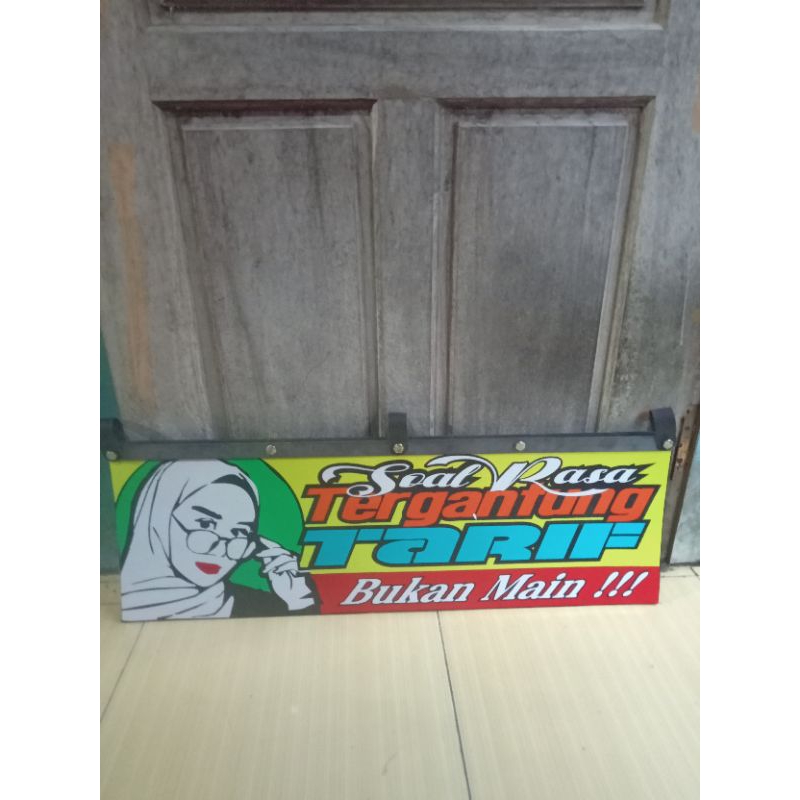 Soal Rasa
Tergantung
TARIF
Bukan Main !!!